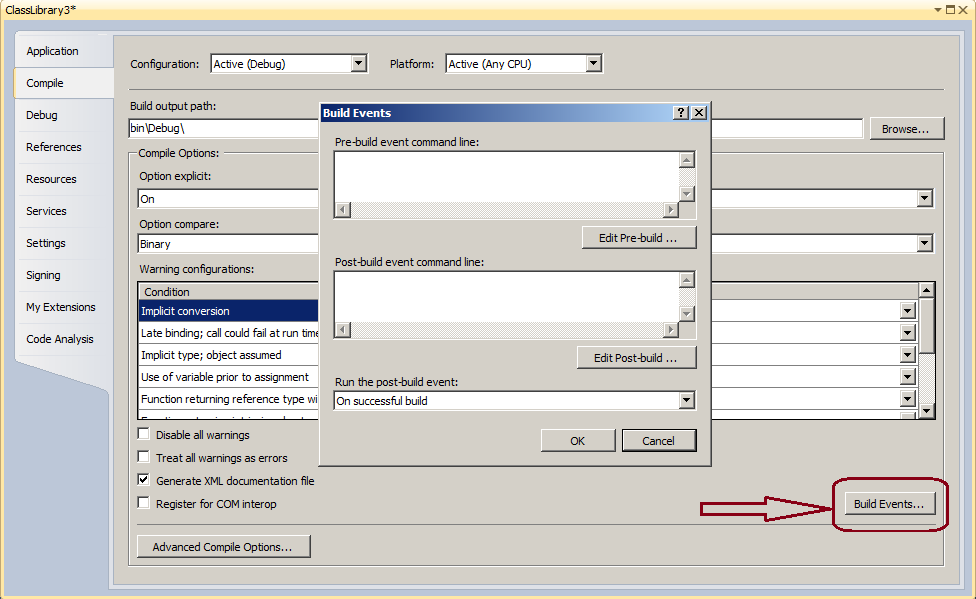 ClassLibrary3*
Application
Compile
Debug
References
Resources
Services
Settings
Signing
My Extensions
Code Analysis
Configuration: Active (Debug) Platform: Active (Any CPU)
Build output path:
bin\Debug\ Browse...
Compile Options:
Option explicit:
On
Option compare:
Binary
Warning configurations:
Condition
Implicit conversion
Late binding; call could fail at run time
Implicit type; object assumed
Use of variable prior to assignment
Function returning reference type wi
Disable all warnings
Treat all warnings as errors
Generate XML documentation file
Register for COM interop
Build Events...
Advanced Compile Options...
Build Events ?
Pre-build event command line:
Edit Pre-build ...
Post-build event command line:
Edit Post-build ...
Run the post-build event:
On successful build
OK Cancel